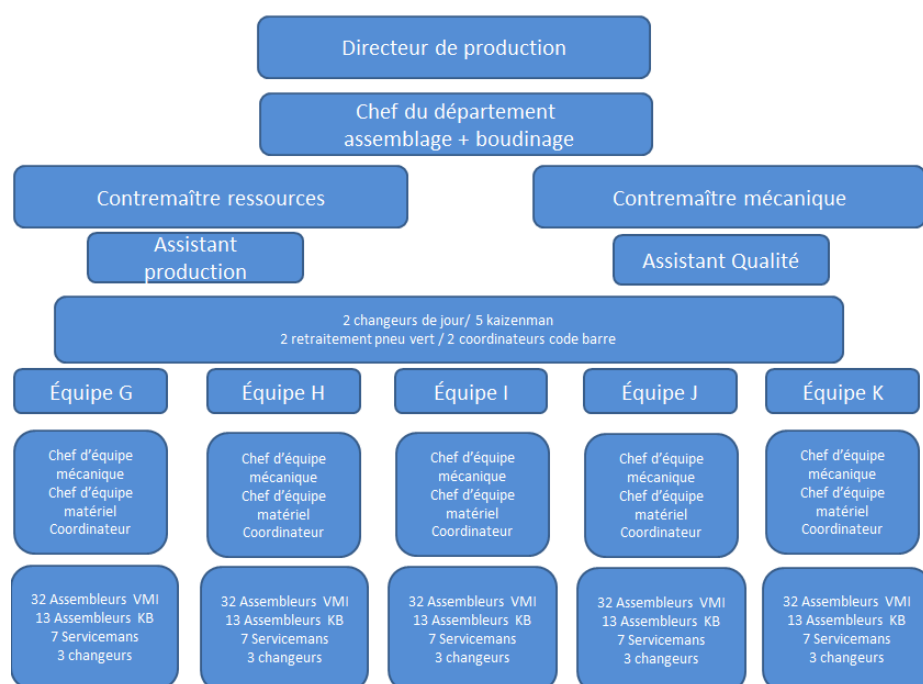 Directeur de production
Chef du département
assemblage + boudinage
Contremaître ressources
Contremaître mécanique
Assistant
production
Assistant Qualité
2 changeurs de jour/ 5 kaizenman
2 retraitement pneu vert / 2 coordinateurs code barre
Équipe G
Équipe H
Équipe I
Équipe J
Équipe K
Chef d’équipe
mécanique
Chef d’équipe
matériel
Coordinateur
Chef d’équipe
mécanique
Chef d’équipe
matériel
Coordinateur
Chef d’équipe
mécanique
Chef d’équipe
matériel
Coordinateur
Chef d’équipe
mécanique
Chef d’équipe
matériel
Coordinateur
Chef d’équipe
mécanique
Chef d’équipe
matériel
Coordinateur
32 Assembleurs VMI
13 Assembleurs KB
7 Servicemans
3 changeurs
32 Assembleurs VMI
13 Assembleurs KB
7 Servicemans
3 changeurs
32 Assembleurs VMI
13 Assembleurs KB
7 Servicemans
3 changeurs
32 Assembleurs VMI
13 Assembleurs KB
7 Servicemans
3 changeurs
32 Assembleurs VMI
13 Assembleurs KB
7 Servicemans
3 changeurs